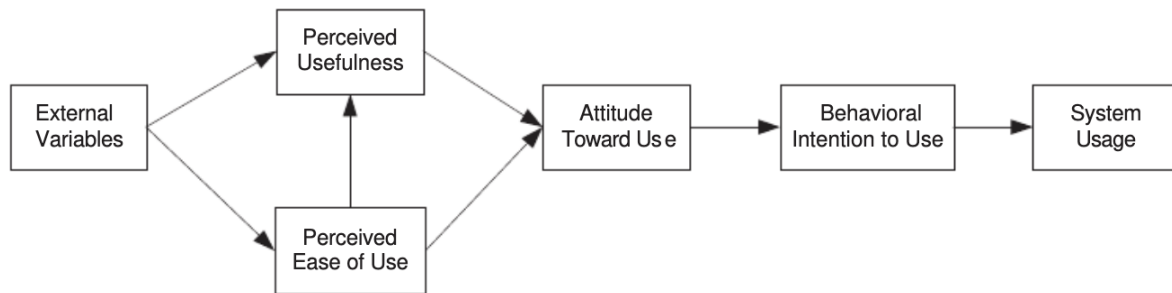 Perceived
Usefulness
External
Variables
Attitude
Toward Use
Behavioral
Intention to Use
System
Usage
Perceived
Ease of Use